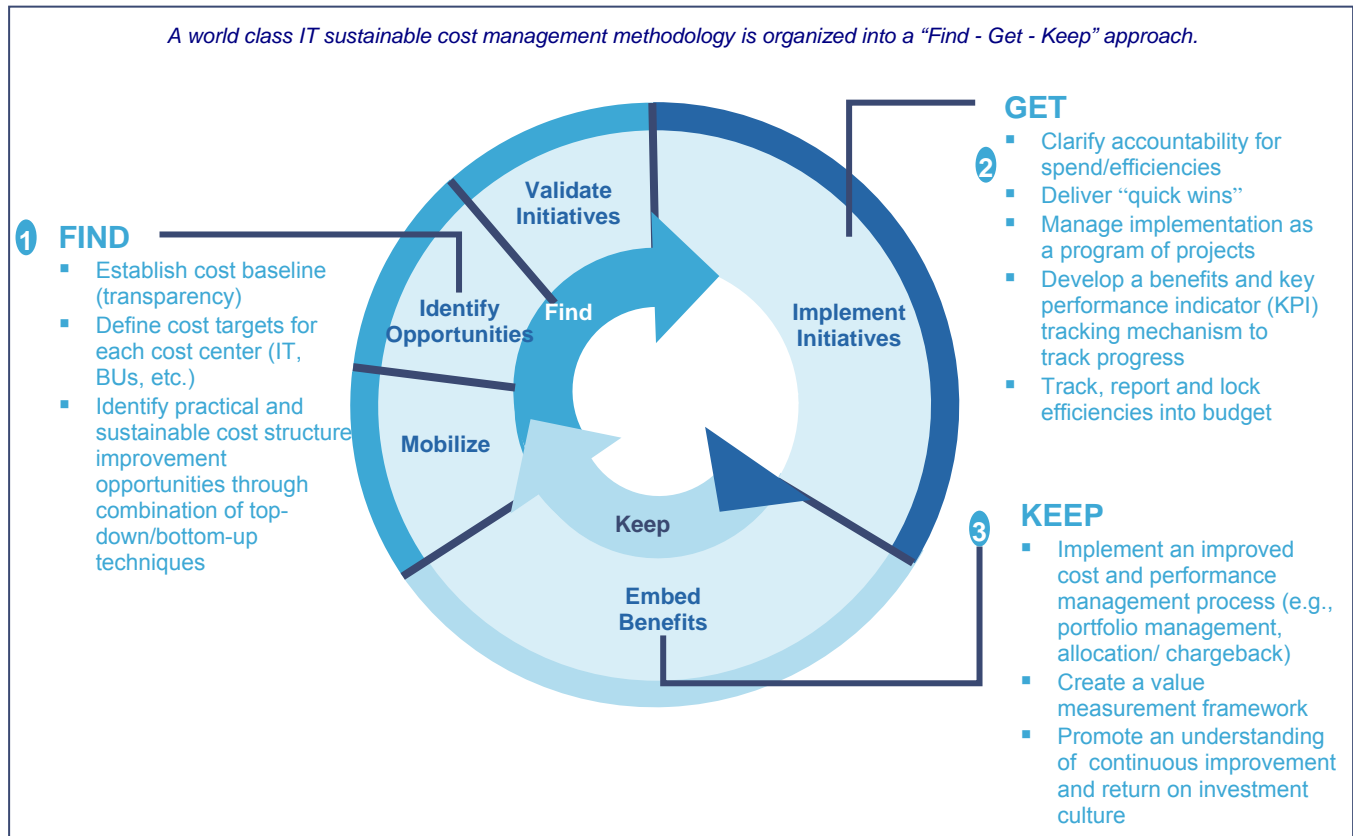 A world class IT sustainable cost management methodology is organized into a “Find - Get - Keep” approach.
1 FIND
▪ Establish cost baseline
(transparency)
▪ Define cost targets for
each cost center (IT,
BUs, etc.)
▪ Identify practical and
sustainable cost structure
improvement
opportunities through
combination of top-
down/bottom-up
techniques
Validate
Initiatives
Identify
Opportunities
Mobilize
Find
Implement
Initiatives
Keep
Embed
Benefits
2 GET
▪ Clarify accountability for
spend/efficiencies
▪ Deliver “quick wins”
▪ Manage implementation as
a program of projects
▪ Develop a benefits and key
performance indicator (KPI)
tracking mechanism to
track progress
▪ Track, report and lock
efficiencies into budget
3 KEEP
▪ Implement an improved
cost and performance
management process (e.g.,
portfolio management,
allocation/ chargeback)
▪ Create a value
measurement framework
▪ Promote an understanding
of continuous improvement
and return on investment
culture